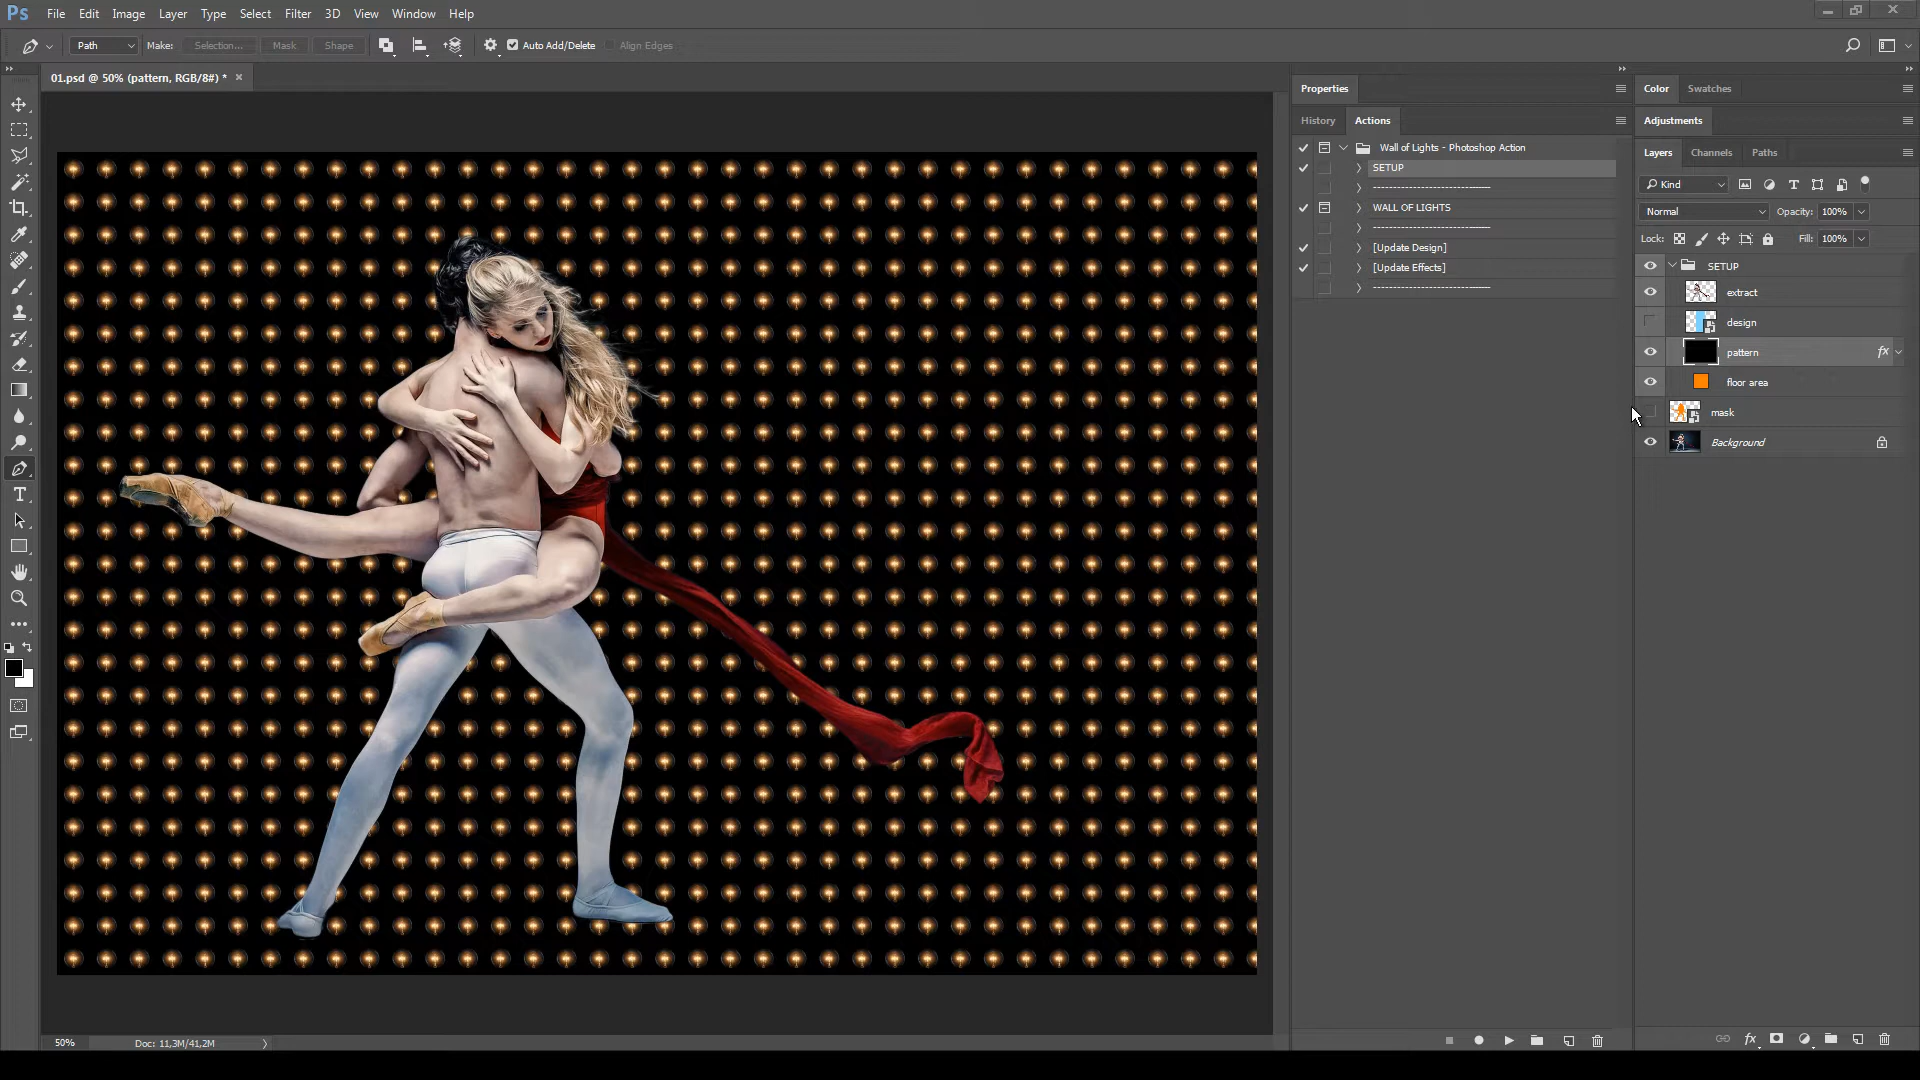 Ps File Edit Image Layer Type Select Filter 3D View Window Help
Path Make: Selection... Mask Shape Auto Add/Delete Align Edges
01.psd @ 50% (pattern, RGB/8#) * ×
Properties
History Actions
Wall of Lights - Photoshop Action
SETUP
------------------------------
WALL OF LIGHTS
------------------------------
[Update Design]
[Update Effects]
------------------------------
Color Swatches
Adjustments
Layers Channels Paths
Kind
Normal Opacity: 100%
Lock: Fill: 100%
SETUP
extract
design
pattern fx
floor area
mask
Background
50% Doc: 11,3M/41,2M
fx